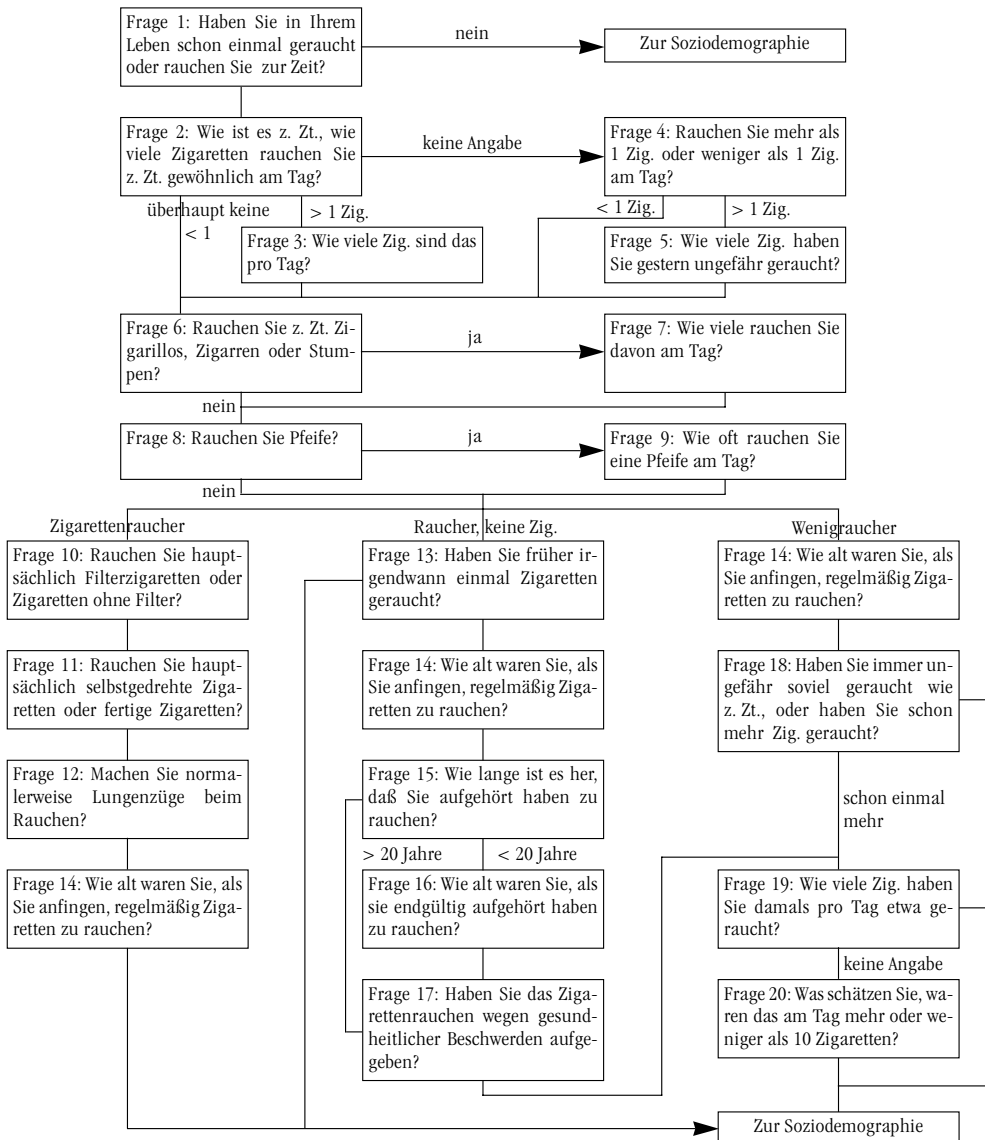 Frage 1: Haben Sie in Ihrem
Leben schon einmal geraucht
oder rauchen Sie zur Zeit?
nein
Zur Soziodemographie
Frage 2: Wie ist es z. Zt., wie
viele Zigaretten rauchen Sie
z. Zt. gewöhnlich am Tag?
keine Angabe
Frage 4: Rauchen Sie mehr als
1 Zig. oder weniger als 1 Zig.
am Tag?
überhaupt keine
< 1
> 1 Zig.
< 1 Zig.
> 1 Zig.
Frage 3: Wie viele Zig. sind das
pro Tag?
Frage 5: Wie viele Zig. haben
Sie gestern ungefähr geraucht?
Frage 6: Rauchen Sie z. Zt. Zi-
garillos, Zigarren oder Stum-
pen?
ja
Frage 7: Wie viele rauchen Sie
davon am Tag?
nein
Frage 8: Rauchen Sie Pfeife?
ja
Frage 9: Wie oft rauchen Sie
eine Pfeife am Tag?
nein
Zigarettenraucher
Frage 10: Rauchen Sie haupt-
sächlich Filterzigaretten oder
Zigaretten ohne Filter?
Frage 11: Rauchen Sie haupt-
sächlich selbstgedrehte Ziga-
retten oder fertige Zigaretten?
Frage 12: Machen Sie norma-
lerweise Lungenzüge beim
Rauchen?
Frage 14: Wie alt waren Sie, als
Sie anfingen, regelmäßig Ziga-
retten zu rauchen?
Raucher, keine Zig.
Frage 13: Haben Sie früher ir-
gendwann einmal Zigaretten
geraucht?
Frage 14: Wie alt waren Sie, als
Sie anfingen, regelmäßig Ziga-
retten zu rauchen?
Frage 15: Wie lange ist es her,
daß Sie aufgehört haben zu
rauchen?
> 20 Jahre
< 20 Jahre
Frage 16: Wie alt waren Sie, als
sie endgültig aufgehört haben
zu rauchen?
Frage 17: Haben Sie das Ziga-
rettenrauchen wegen gesund-
heitlicher Beschwerden aufge-
geben?
Wenigraucher
Frage 14: Wie alt waren Sie, als
Sie anfingen, regelmäßig Ziga-
retten zu rauchen?
Frage 18: Haben Sie immer un-
gefähr soviel geraucht wie
z. Zt., oder haben Sie schon
mehr Zig. geraucht?
schon einmal
mehr
Frage 19: Wie viele Zig. haben
Sie damals pro Tag etwa ge-
raucht?
keine Angabe
Frage 20: Was schätzen Sie, wa-
ren das am Tag mehr oder we-
niger als 10 Zigaretten?
Zur Soziodemographie